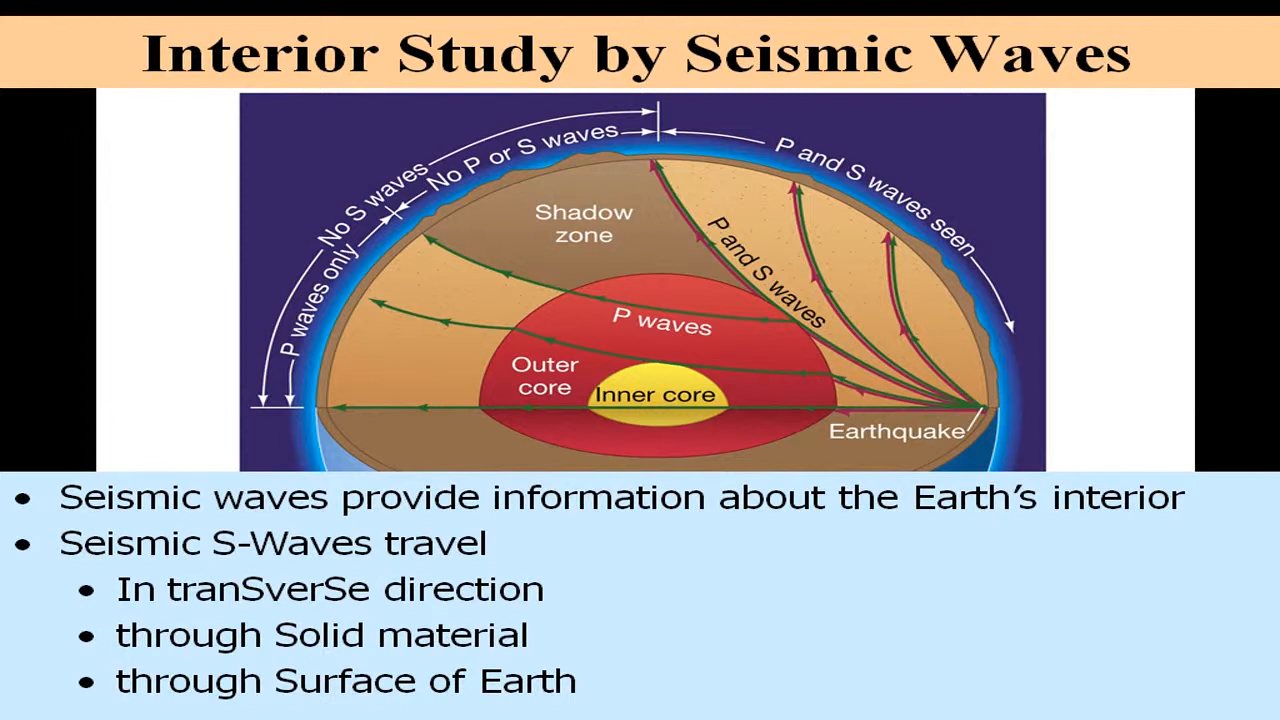 Interior Study by Seismic Waves
No S waves
No P or S waves
P and S waves seen
P waves only
Shadow
zone
P and S waves
P waves
Outer
core
Inner core
Earthquake
• Seismic waves provide information about the Earth's interior
• Seismic S-Waves travel
• In tranSverSe direction
• through Solid material
• through Surface of Earth